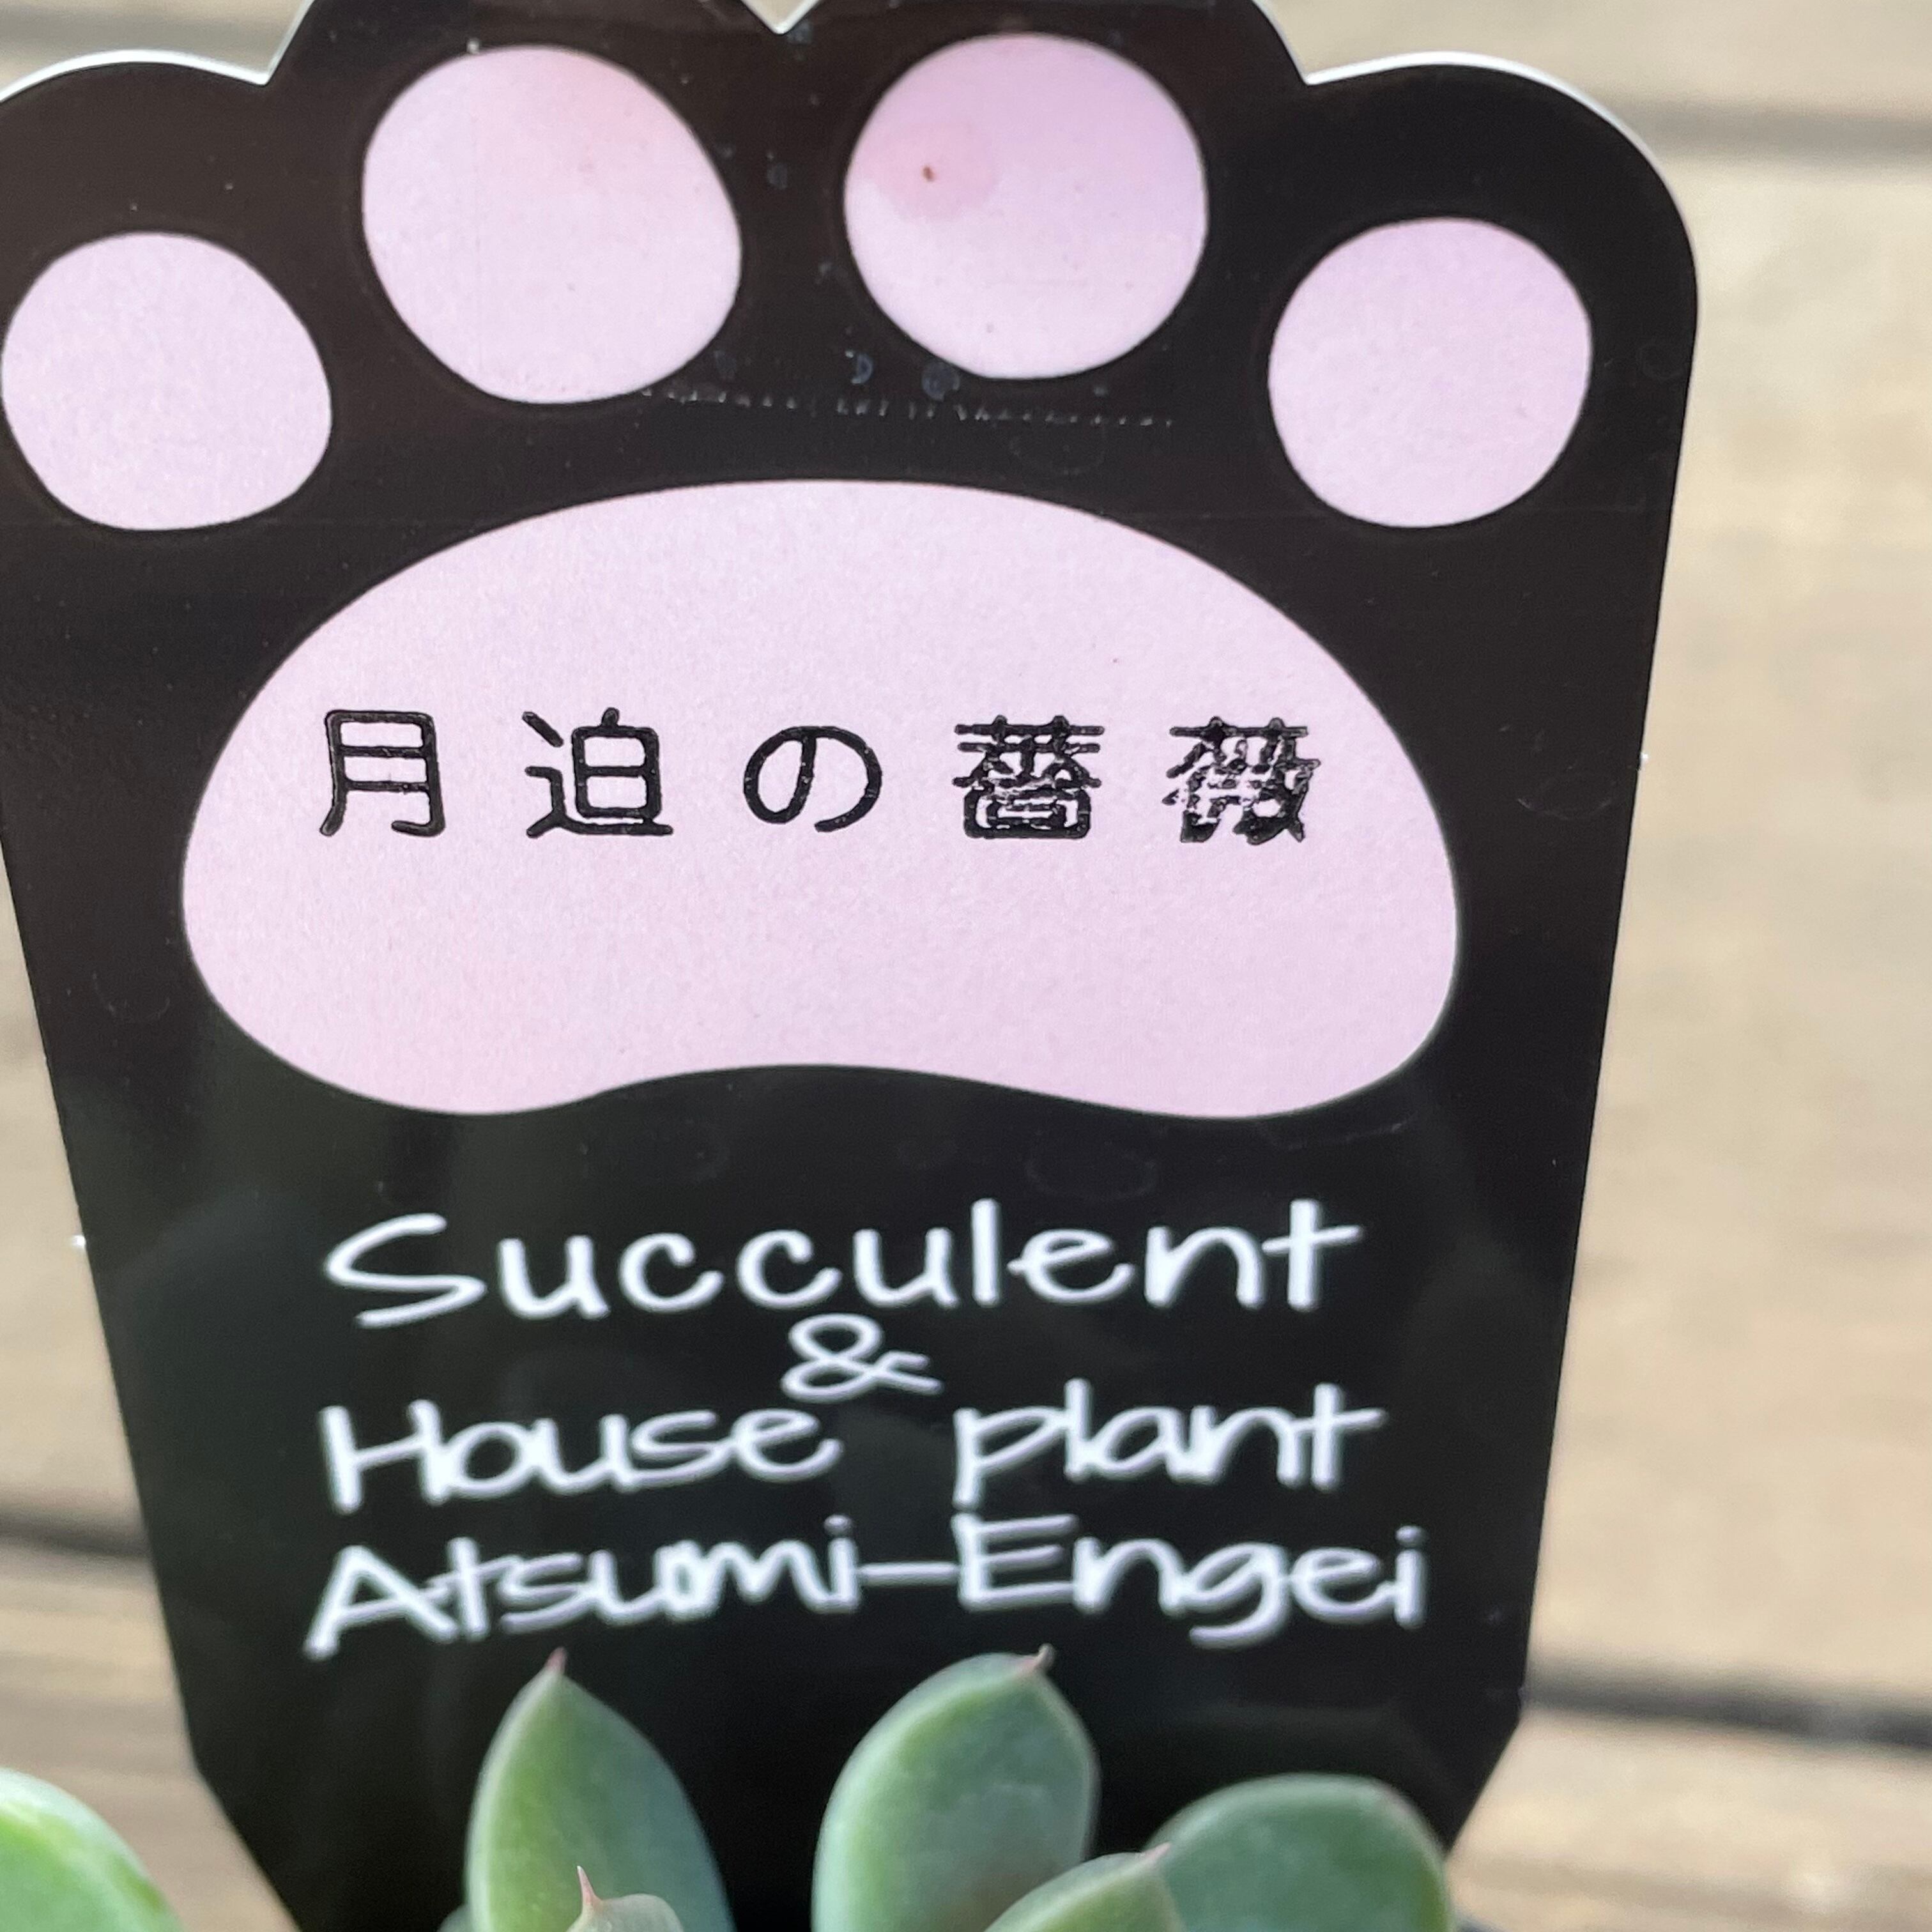 月迫の薔薇
Succulent
&
House plant
Atsumi-Engei